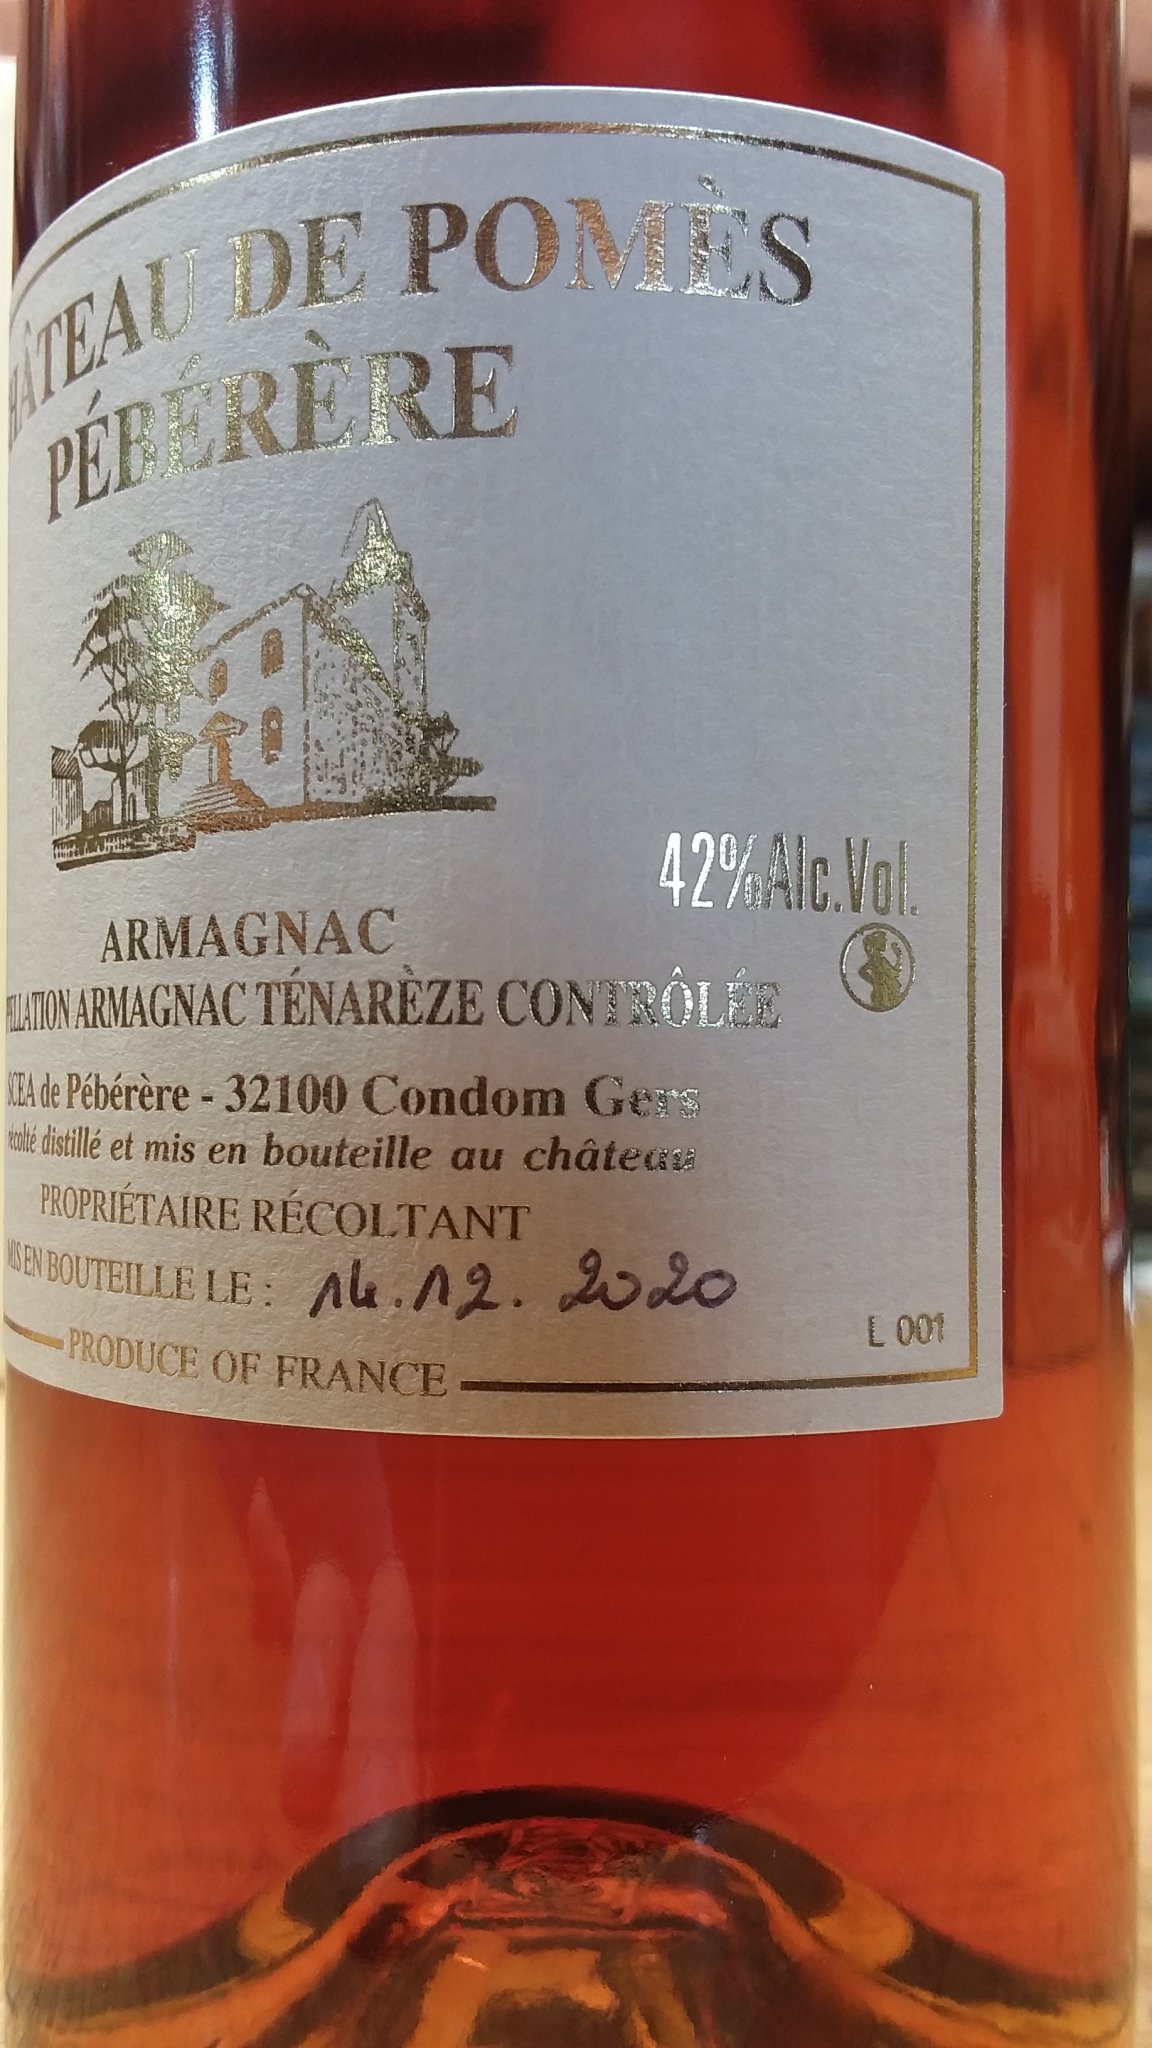 CHÂTEAU DE POMÈS
PÉBÉRÈRE
42%Alc.Vol.
ARMAGNAC
PELLATION ARMAGNAC TÉNARÈZE CONTRÔLÉE
SCEA de Pébérère - 32100 Condom Gers
récolté distillé et mis en bouteille au château
PROPRIÉTAIRE RÉCOLTANT
MIS EN BOUTEILLE LE : 14.12.2020
L 001
PRODUCE OF FRANCE